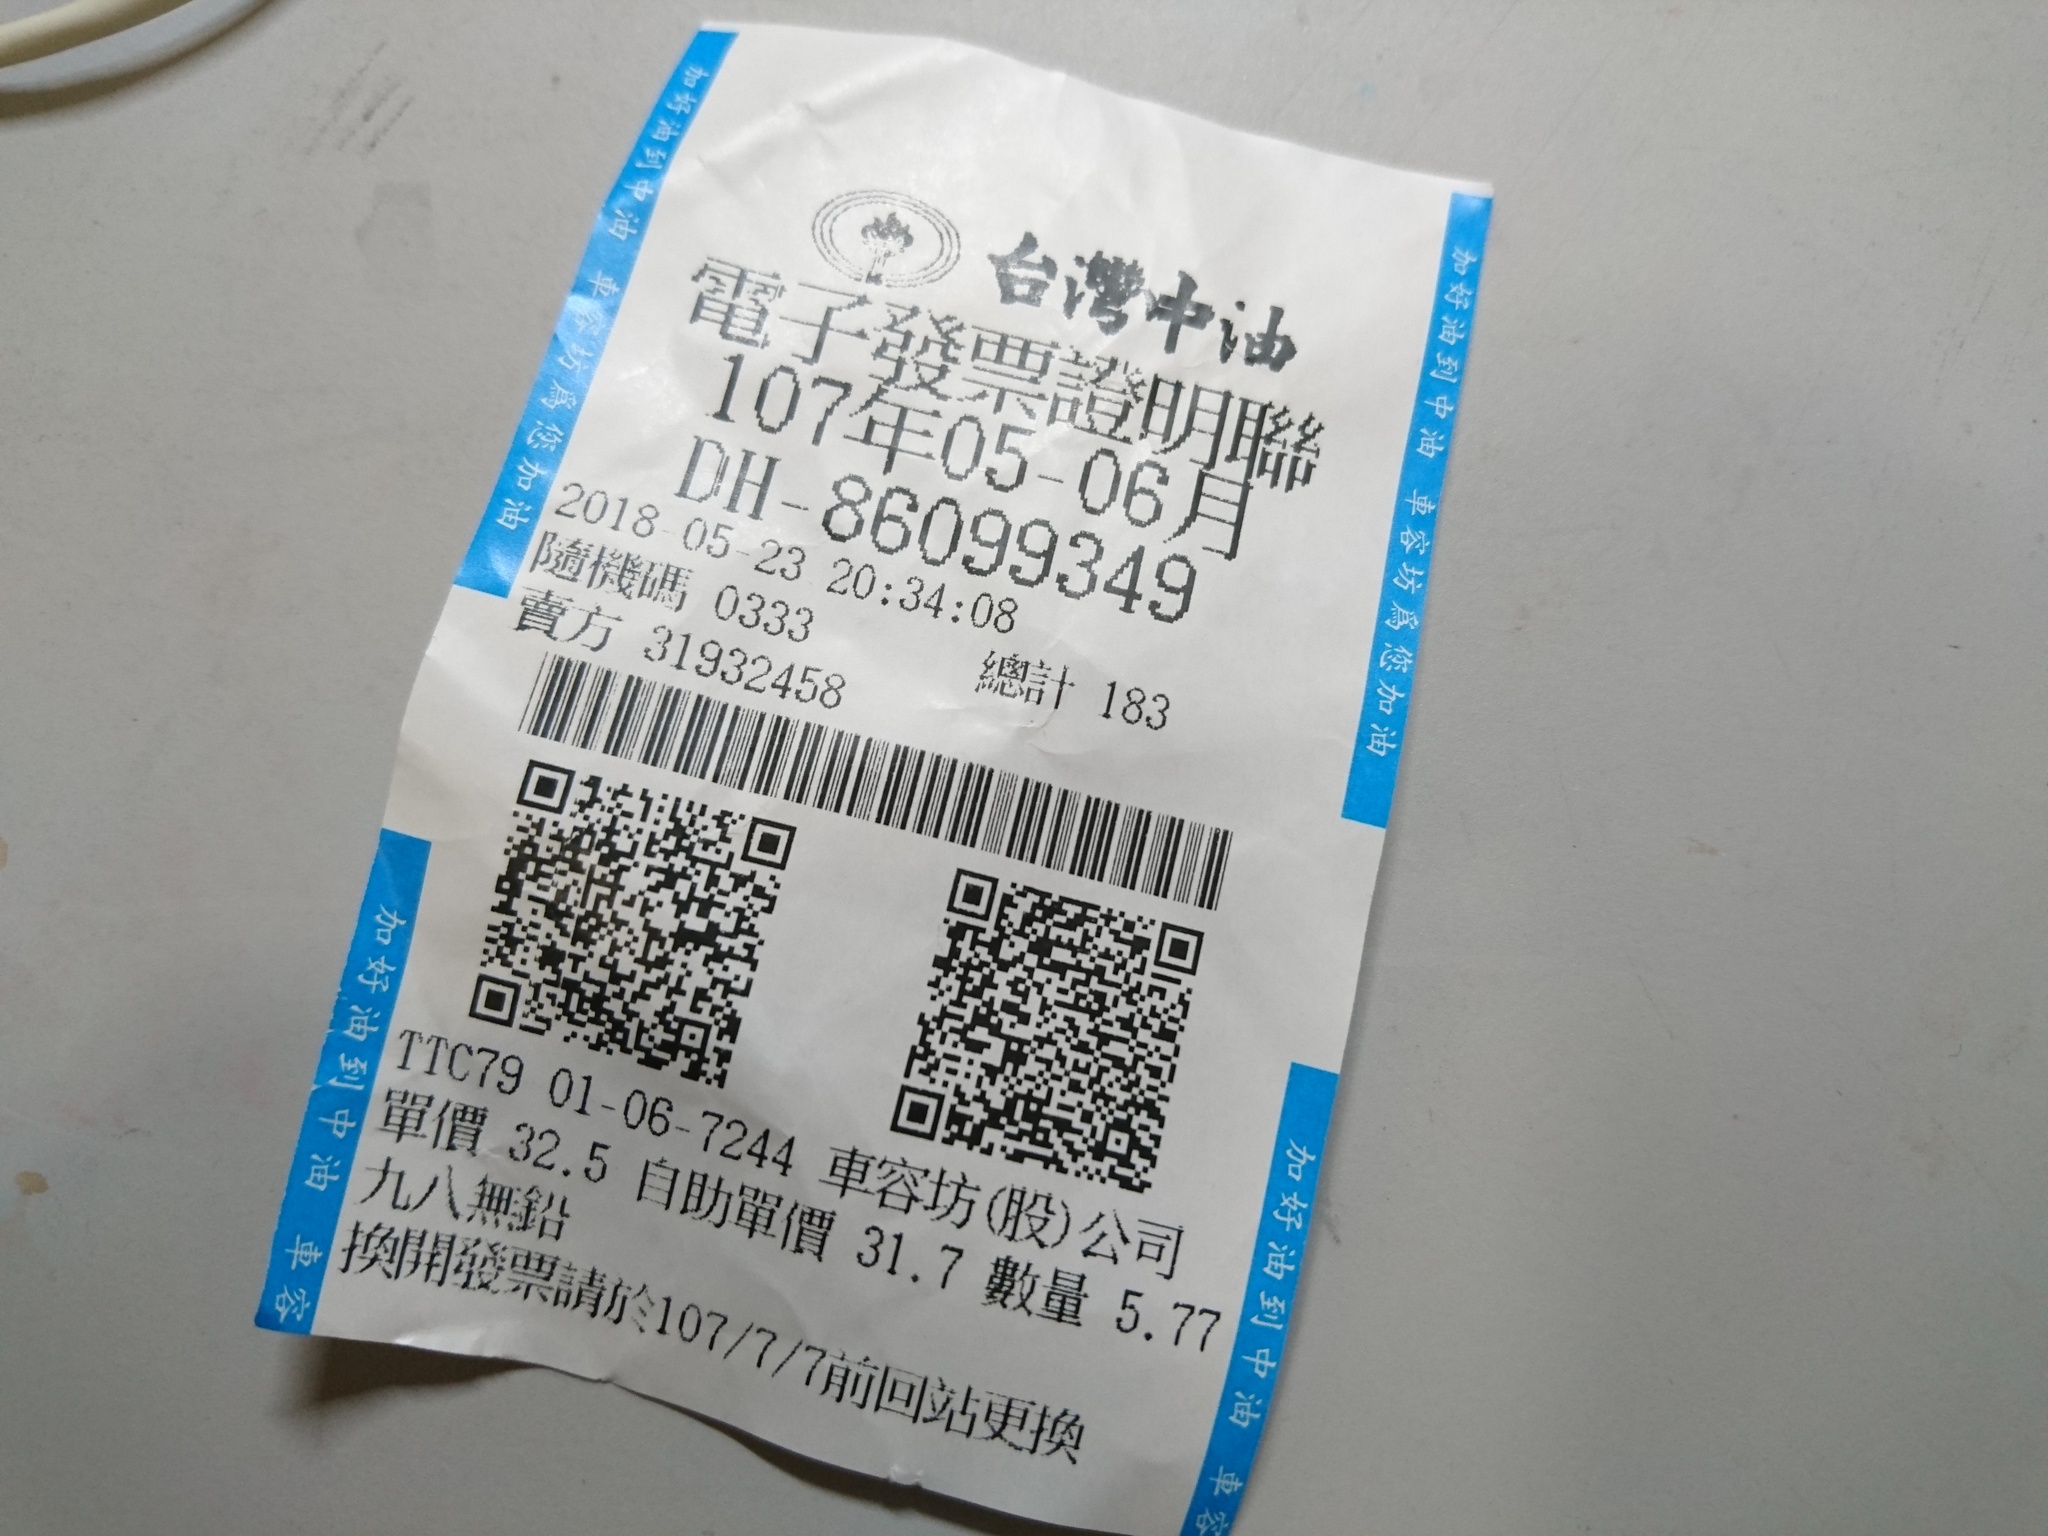 台灣中油
電子發票證明聯
107年05-06月
DH-86099349
2018-05-23 20:34:08
隨機碼 0333 總計 183
賣方 31932458
TTC79 01-06-7244 車容坊(股)公司
單價 32.5 自助單價 31.7 數量 5.77
九八無鉛
換開發票請於107/7/7前回站更換
加好油到中油 車容坊為您加油
加好油到中油 車容
加好油到中油 車容坊為您加油
加好油到中油 車容